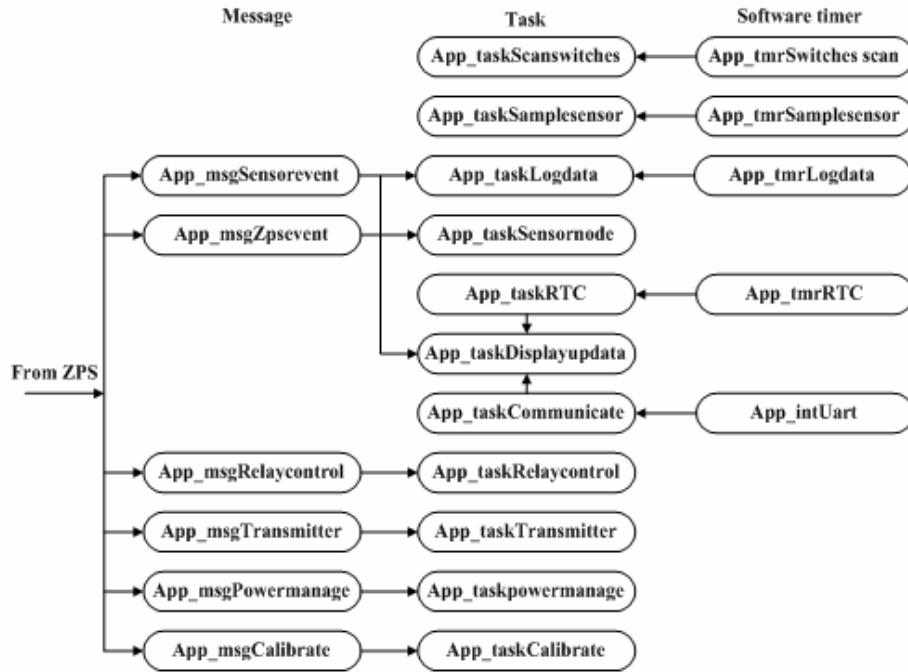 Message Task Software timer
App_taskScanswitches App_tmrSwitches scan
App_taskSamplesensor App_tmrSamplesensor
App_msgSensorevent App_taskLogdata App_tmrLogdata
App_msgZpsevent App_taskSensornode
App_taskRTC App_tmrRTC
App_taskDisplayupdata
From ZPS
App_taskCommunicate App_intUart
App_msgRelaycontrol App_taskRelaycontrol
App_msgTransmitter App_taskTransmitter
App_msgPowermanage App_taskpowermanage
App_msgCalibrate App_taskCalibrate